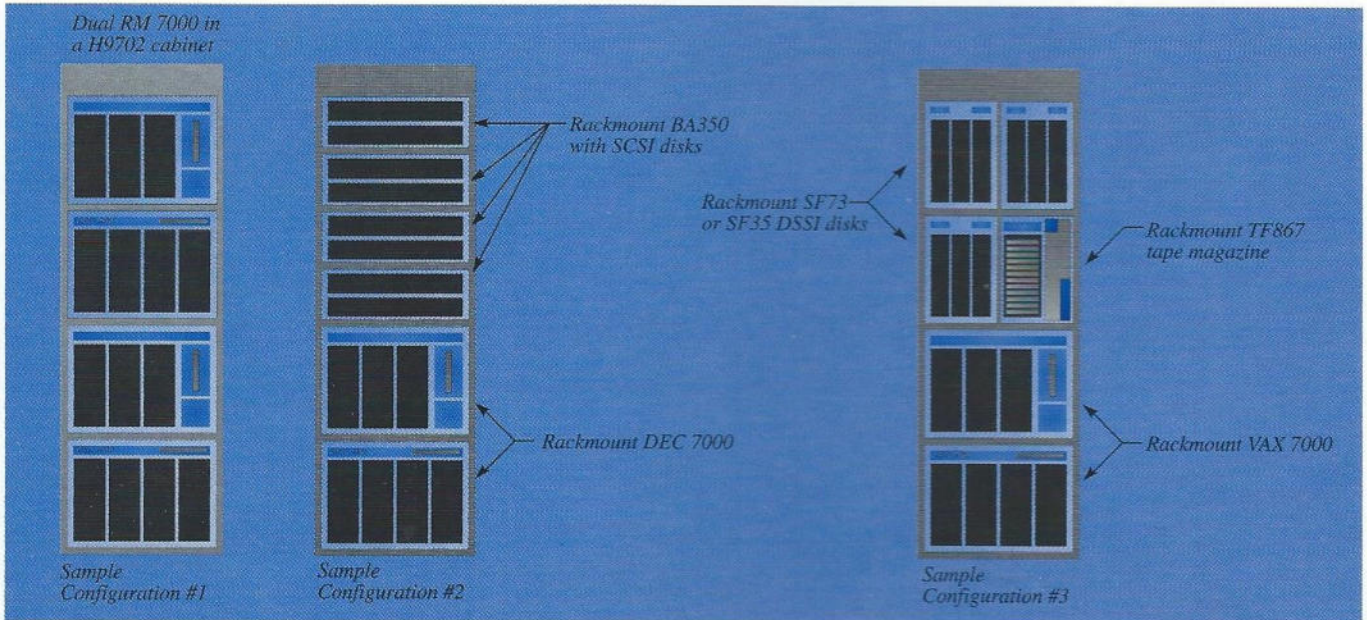 Dual RM 7000 in
a H9702 cabinet
Rackmount BA350
with SCSI disks
Rackmount SF73
or SF35 DSSI disks
Rackmount TF867
tape magazine
Rackmount DEC 7000
Rackmount VAX 7000
Sample
Configuration #1
Sample
Configuration #2
Sample
Configuration #3